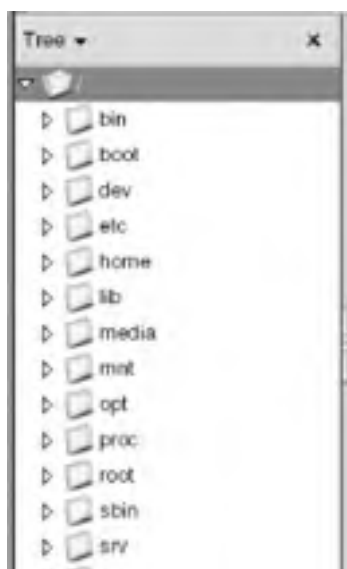 Tree
/
bin
boot
dev
etc
home
lib
media
mnt
opt
proc
root
sbin
srv